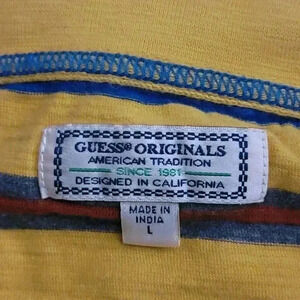 GUESS® ORIGINALS
AMERICAN TRADITION
SINCE 1981
DESIGNED IN CALIFORNIA
MADE IN
INDIA
L